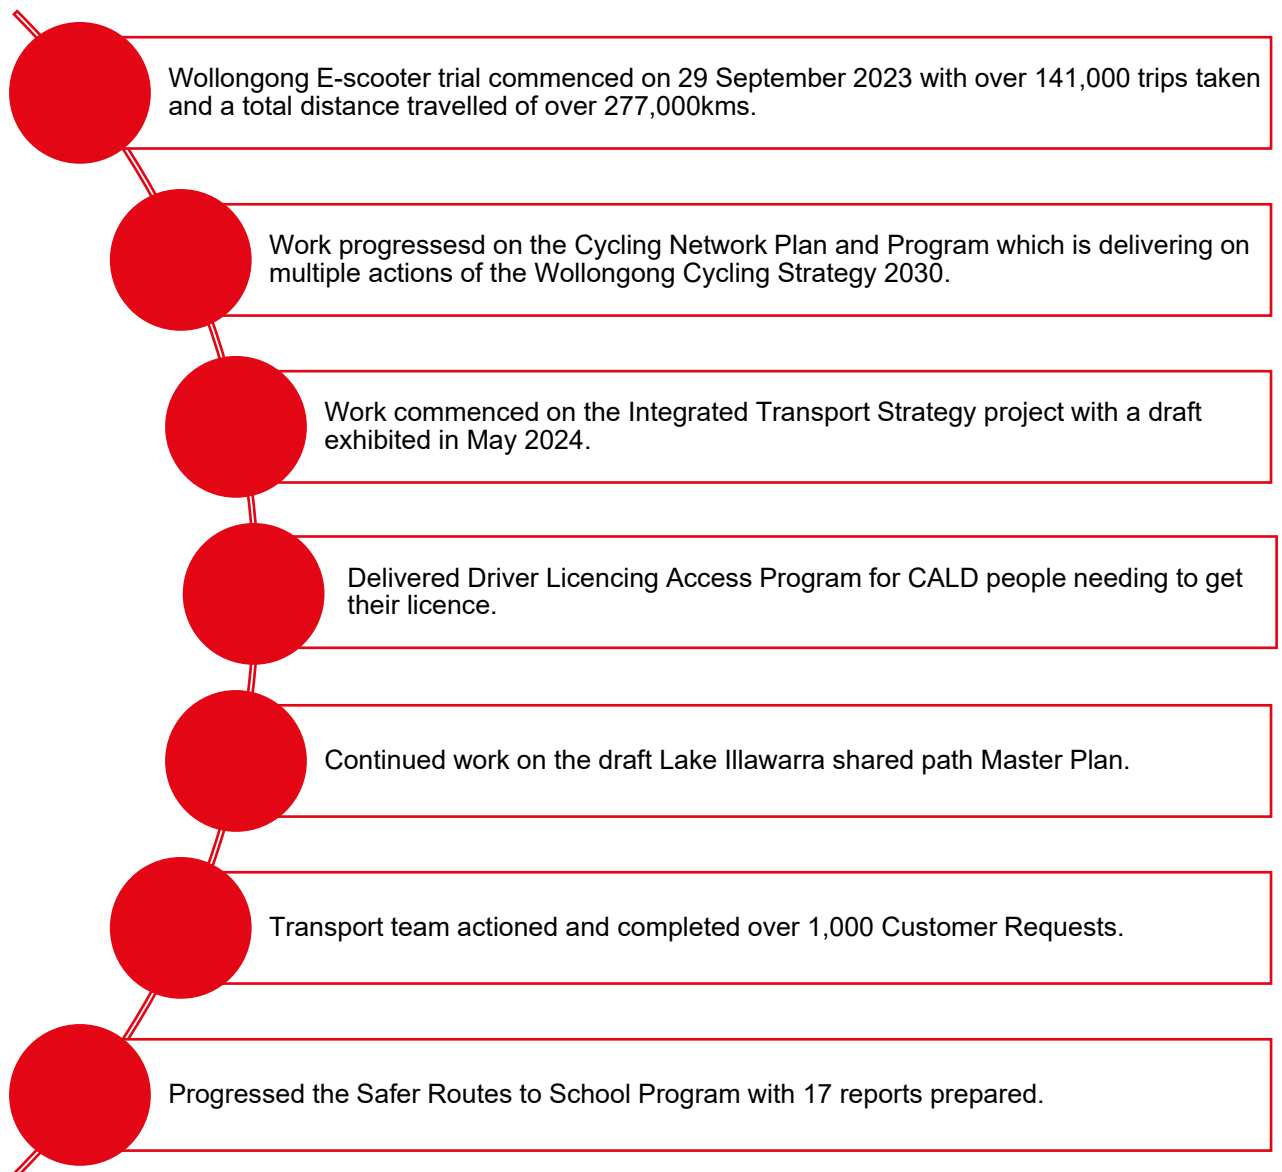 Wollongong E-scooter trial commenced on 29 September 2023 with over 141,000 trips taken
and a total distance travelled of over 277,000kms.
Work progressesd on the Cycling Network Plan and Program which is delivering on
multiple actions of the Wollongong Cycling Strategy 2030.
Work commenced on the Integrated Transport Strategy project with a draft
exhibited in May 2024.
Delivered Driver Licencing Access Program for CALD people needing to get
their licence.
Continued work on the draft Lake Illawarra shared path Master Plan.
Transport team actioned and completed over 1,000 Customer Requests.
Progressed the Safer Routes to School Program with 17 reports prepared.